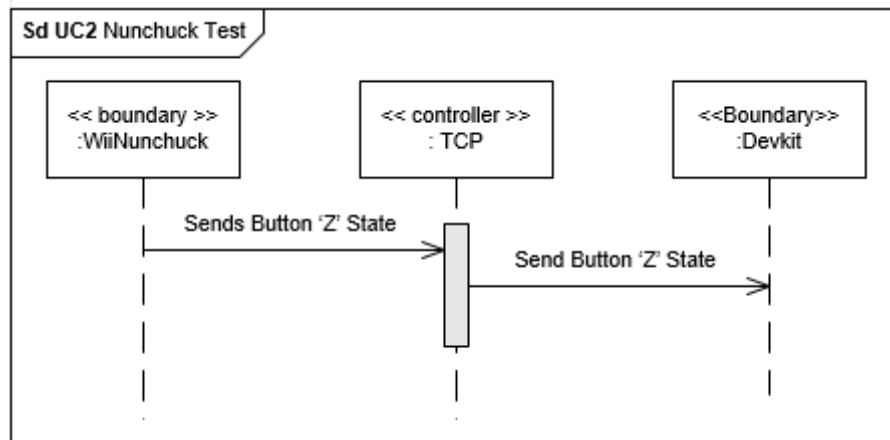 Sd UC2 Nunchuck Test
<< boundary >>
:WiiNunchuck
<< controller >>
: TCP
<<Boundary>>
:Devkit
Sends Button ‘Z’ State
Send Button ‘Z’ State